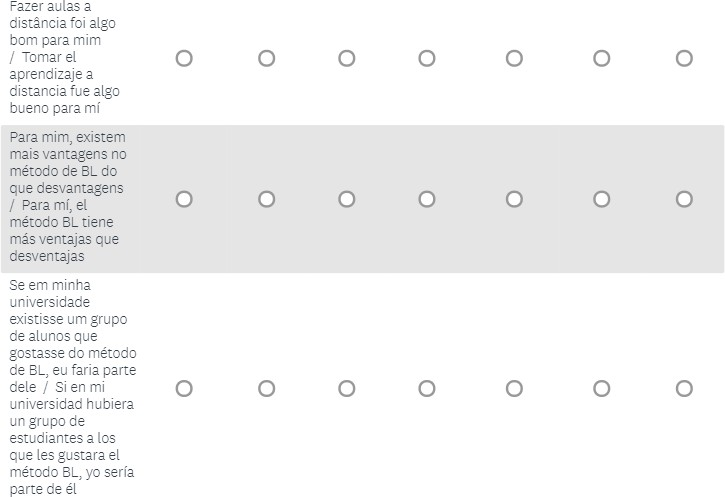 Fazer aulas a
distância foi algo
bom para mim
/ Tomar el
aprendizaje a
distancia fue algo
bueno para mí
Para mim, existem
mais vantagens no
método de BL do
que desvantagens
/ Para mí, el
método BL tiene
más ventajas que
desventajas
Se em minha
universidade
existisse um grupo
de alunos que
gostasse do método
de BL, eu faria parte
dele / Si en mi
universidad hubiera
un grupo de
estudiantes a los
que les gustara el
método BL, yo sería
parte de él